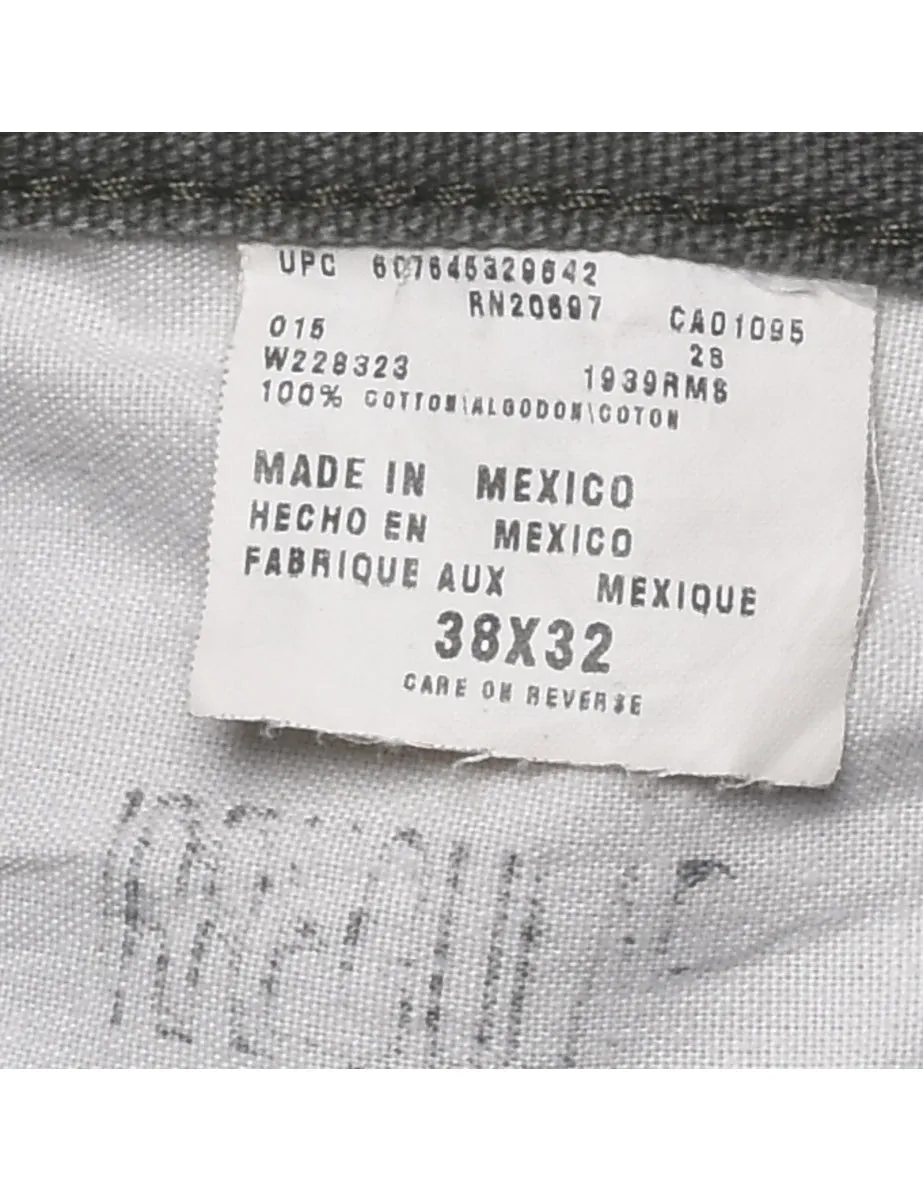 UPC 607645329642
RN20697 CA01095
015 28
W228323 1939RMS
100% COTTON\ALGODON\COTON
MADE IN MEXICO
HECHO EN MEXICO
FABRIQUE AUX MEXIQUE
38X32
CARE ON REVERSE